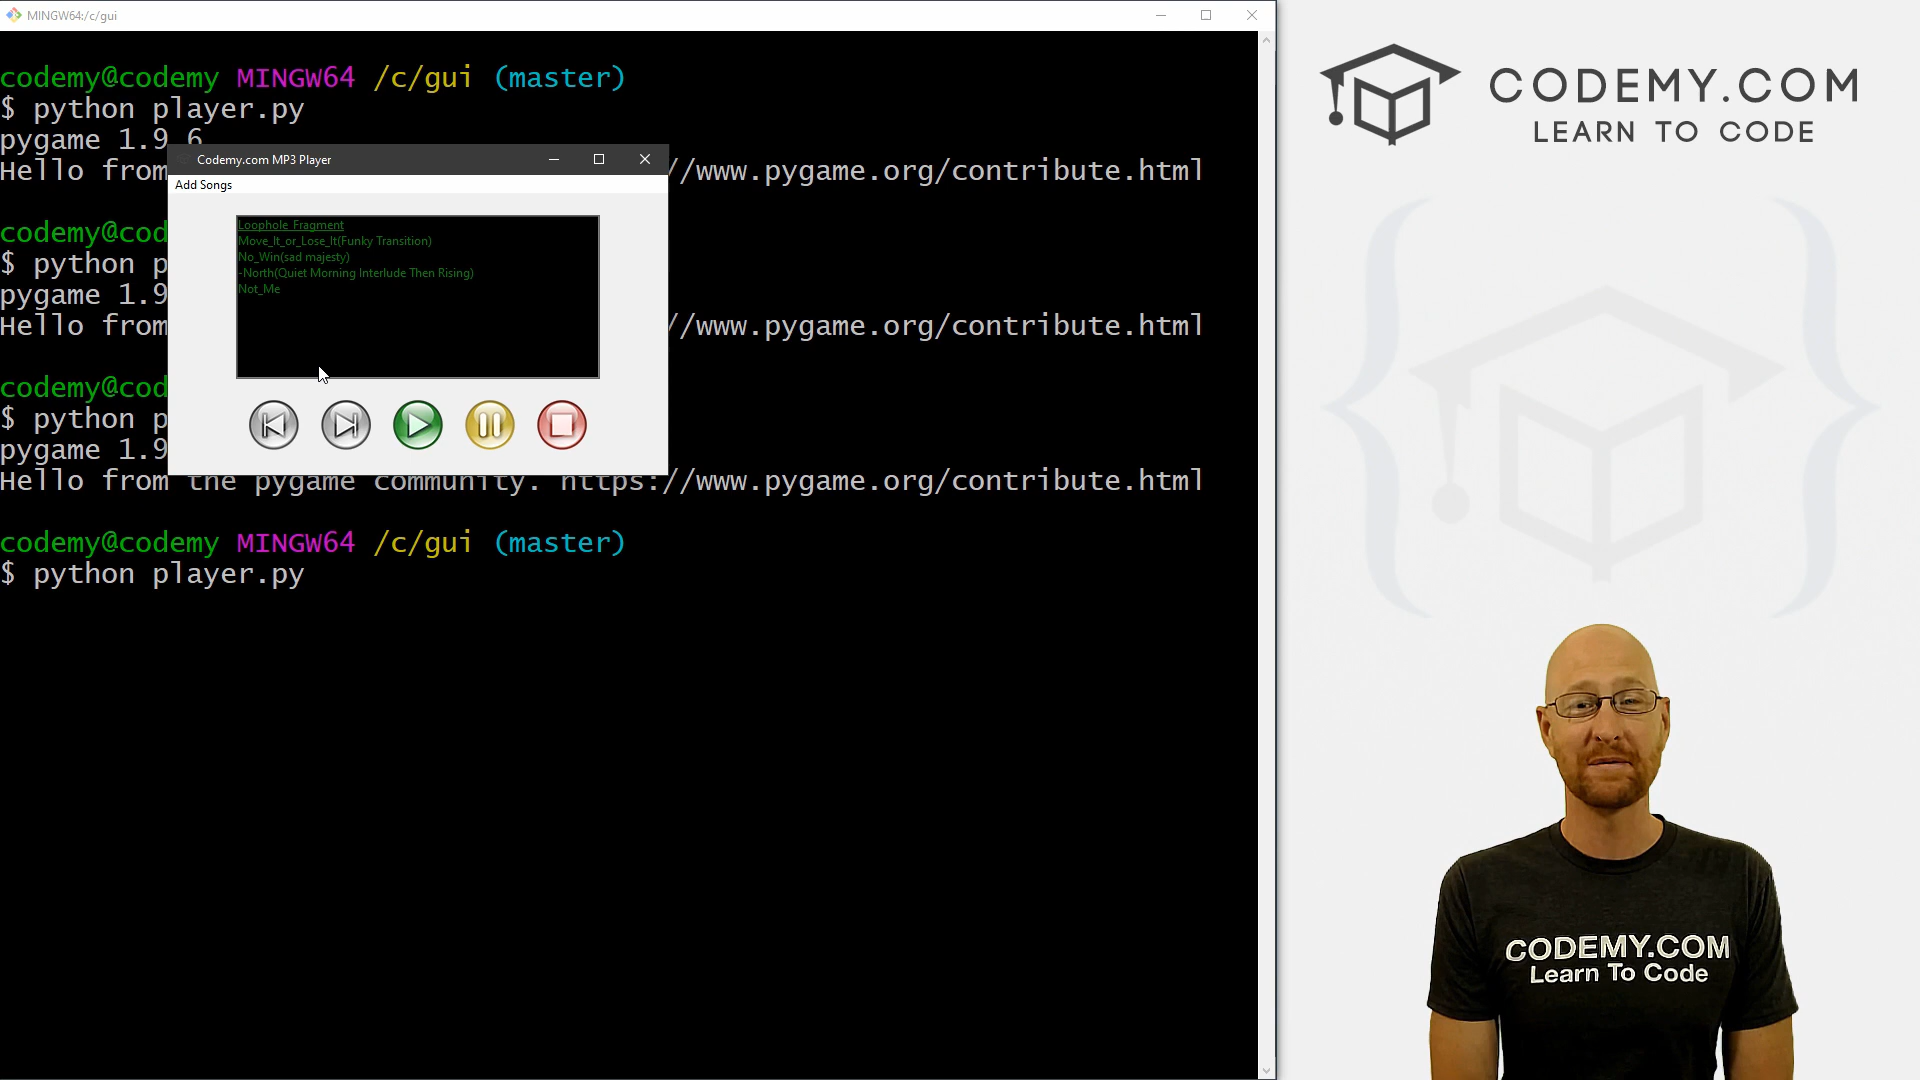 MINGW64:/c/gui
codemy@codemy MINGW64 /c/gui (master)
$ python player.py
pygame 1.9.6
Hello from //www.pygame.org/contribute.html
Codemy.com MP3 Player
Add Songs
Loophole_Fragment
Move_It_or_Lose_It(Funky Transition)
No_Win(sad majesty)
-North(Quiet Morning Interlude Then Rising)
Not_Me
codemy@cod
$ python p
pygame 1.9
Hello from //www.pygame.org/contribute.html
codemy@cod
$ python p
pygame 1.9
Hello from the pygame community. https://www.pygame.org/contribute.html
codemy@codemy MINGW64 /c/gui (master)
$ python player.py
CODEMY.COM
LEARN TO CODE
CODEMY.COM
Learn To Code